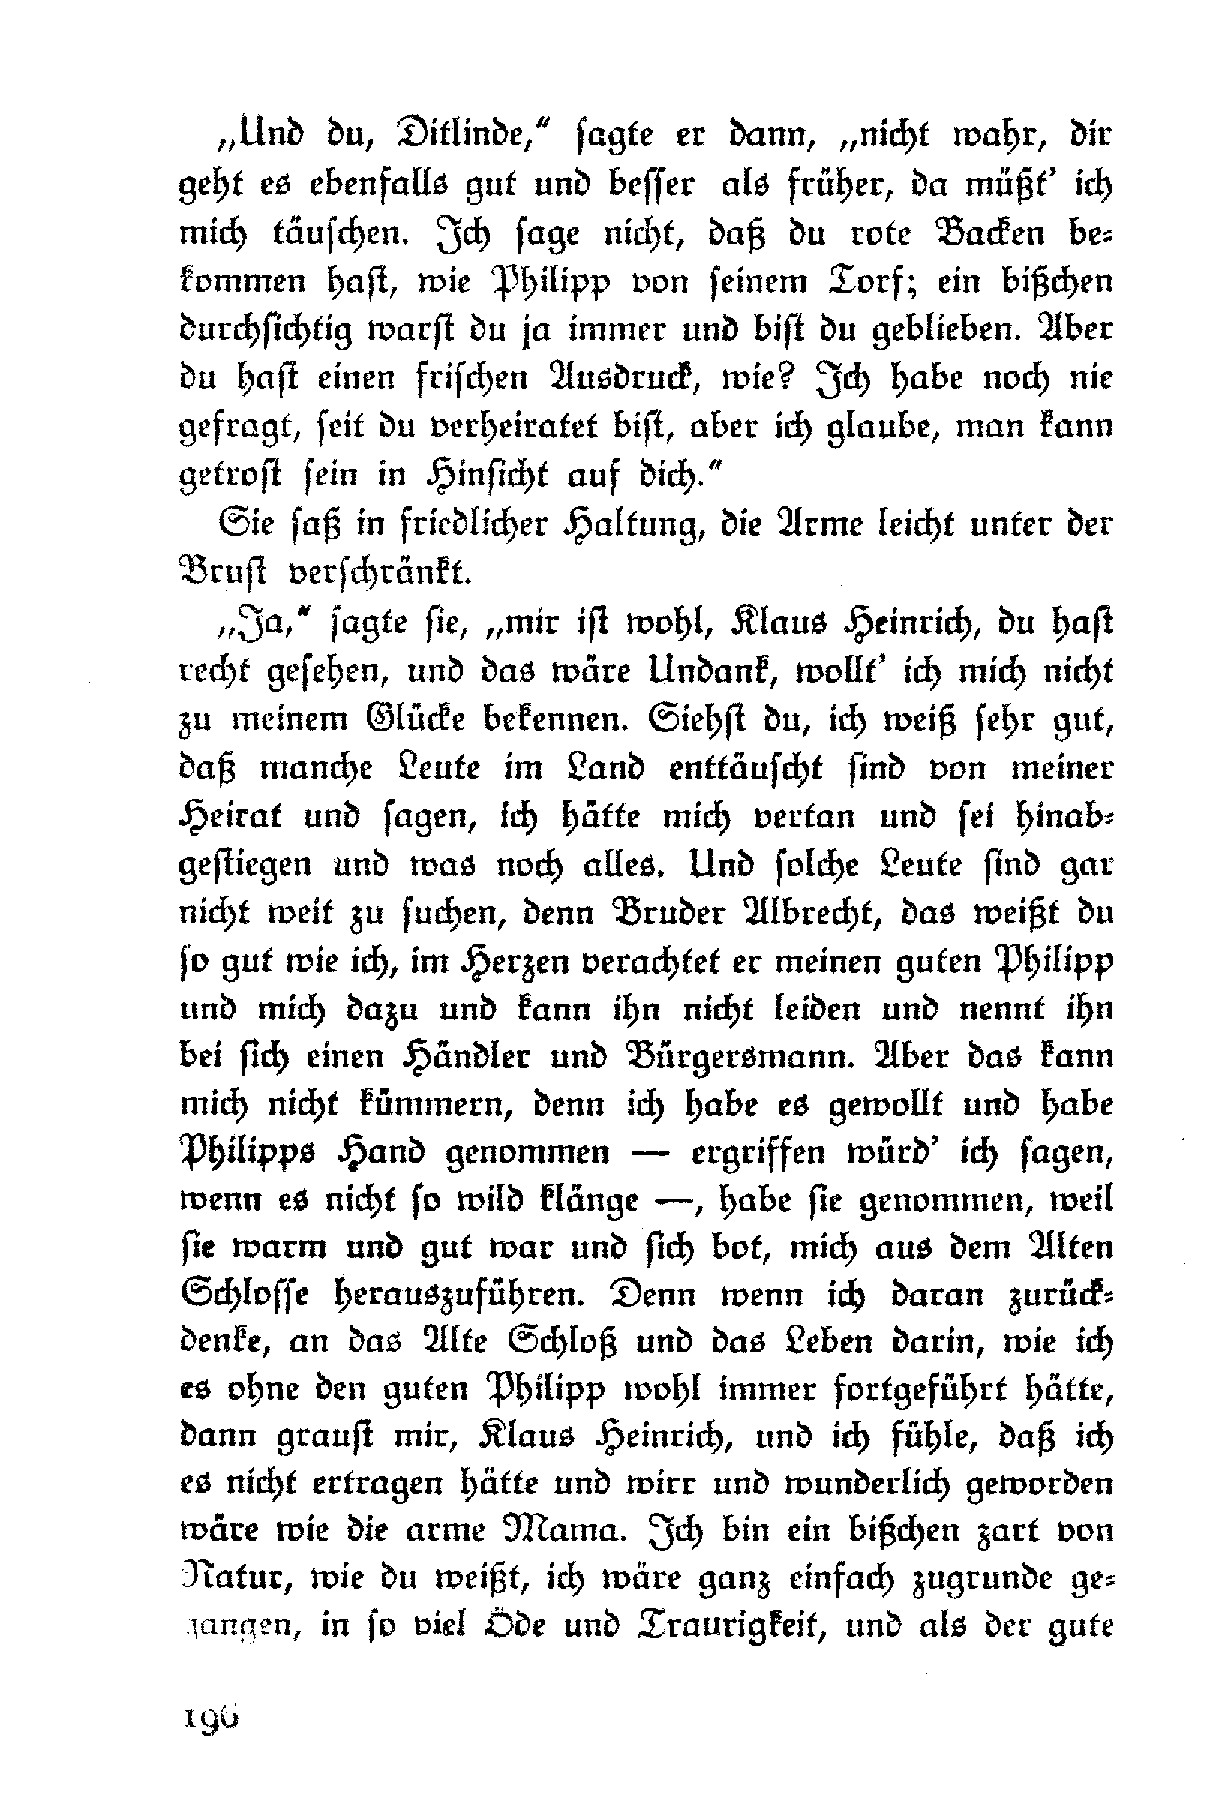 „Und du, Ditlinde,“ sagte er dann, „nicht wahr, dir
geht es ebenfalls gut und besser als früher, da müßt’ ich
mich täuschen. Ich sage nicht, daß du rote Backen be-
kommen hast, wie Philipp von seinem Torf; ein bißchen
durchsichtig warst du ja immer und bist du geblieben. Aber
du hast einen frischen Ausdruck, wie? Ich habe noch nie
gefragt, seit du verheiratet bist, aber ich glaube, man kann
getrost sein in Hinsicht auf dich.“
Sie saß in friedlicher Haltung, die Arme leicht unter der
Brust verschränkt.
„Ja,“ sagte sie, „mir ist wohl, Klaus Heinrich, du hast
recht gesehen, und das wäre Undank, wollt’ ich mich nicht
zu meinem Glücke bekennen. Siehst du, ich weiß sehr gut,
daß manche Leute im Land enttäuscht sind von meiner
Heirat und sagen, ich hätte mich vertan und sei hinab-
gestiegen und was noch alles. Und solche Leute sind gar
nicht weit zu suchen, denn Bruder Albrecht, das weißt du
so gut wie ich, im Herzen verachtet er meinen guten Philipp
und mich dazu und kann ihn nicht leiden und nennt ihn
bei sich einen Händler und Bürgersmann. Aber das kann
mich nicht kümmern, denn ich habe es gewollt und habe
Philipps Hand genommen — ergriffen würd’ ich sagen,
wenn es nicht so wild klänge —, habe sie genommen, weil
sie warm und gut war und sich bot, mich aus dem Alten
Schlosse herauszuführen. Denn wenn ich daran zurück-
denke, an das Alte Schloß und das Leben darin, wie ich
es ohne den guten Philipp wohl immer fortgeführt hätte,
dann graust mir, Klaus Heinrich, und ich fühle, daß ich
es nicht ertragen hätte und wirr und wunderlich geworden
wäre wie die arme Mama. Ich bin ein bißchen zart von
Natur, wie du weißt, ich wäre ganz einfach zugrunde ge-
gangen, in so viel Öde und Traurigkeit, und als der gute
196